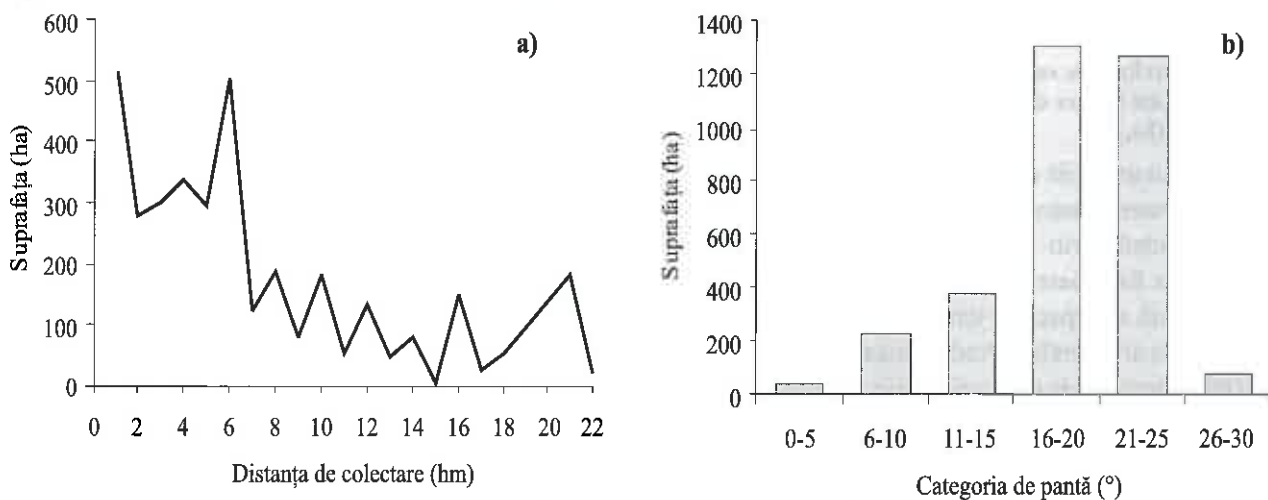 a)
Suprafața (ha)
600
500
400
300
200
100
0
0 2 4 6 8 10 12 14 16 18 20 22
Distanța de colectare (hm)
b)
Suprafața (ha)
1400
1200
1000
800
600
400
200
0
0-5 6-10 11-15 16-20 21-25 26-30
Categoria de pantă (°)